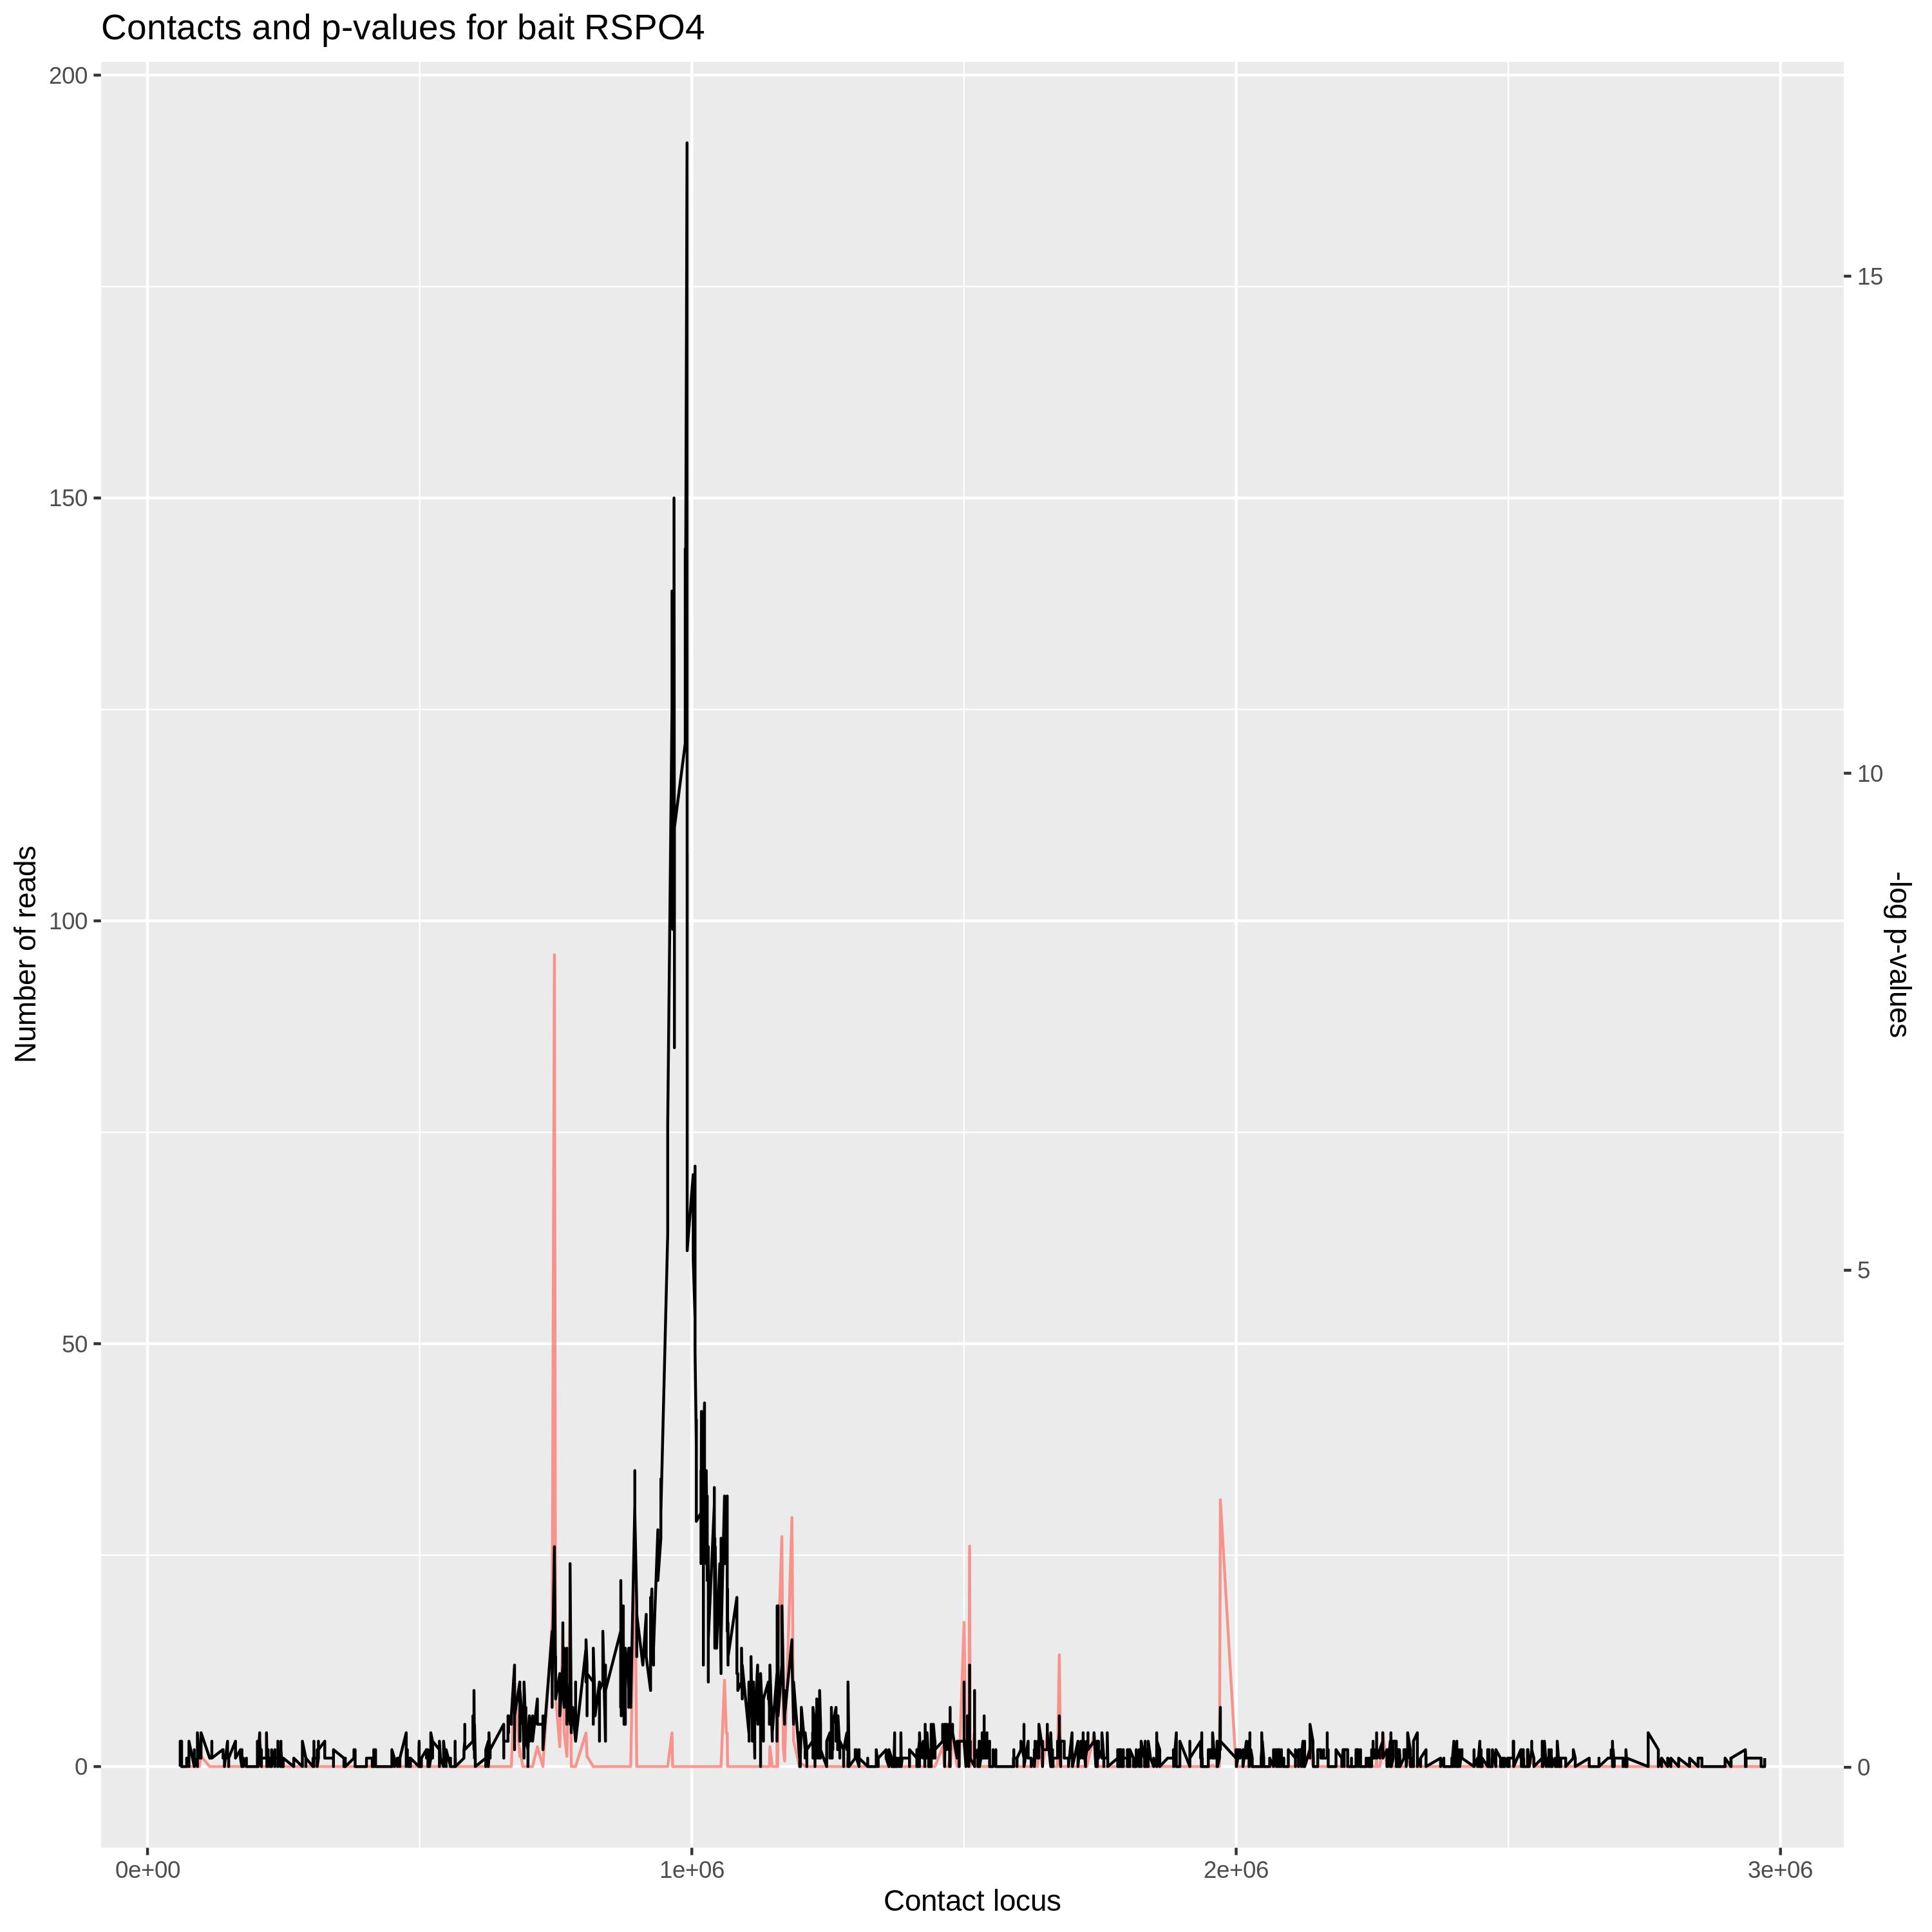 Contacts and p-values for bait RSPO4
200
150
100
50
0
Number of reads
15
10
5
0
-log p-values
0e+00
1e+06
2e+06
3e+06
Contact locus